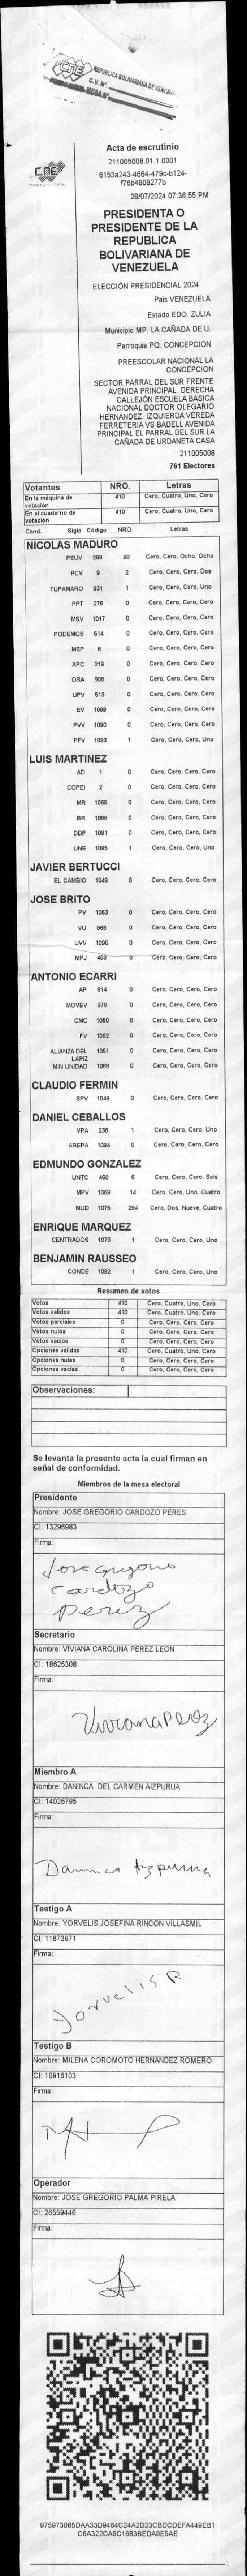 CNE REPUBLICA BOLIVARIANA DE VENEZUELA
C.V. N°
CNE
Acta de escrutinio
211005008.01.1.0001
6153a243-4664-479c-b124-
f76b4909277b
28/07/2024 07:36:55 PM
PRESIDENTA O
PRESIDENTE DE LA
REPUBLICA
BOLIVARIANA DE
VENEZUELA
ELECCIÓN PRESIDENCIAL 2024
Pais VENEZUELA
Estado EDO. ZULIA
Municipio MP. LA CAÑADA DE U.
Parroquia PQ. CONCEPCION
PREESCOLAR NACIONAL LA
CONCEPCION
SECTOR PARRAL DEL SUR FRENTE
AVENIDA PRINCIPAL. DERECHA
CALLEJÓN ESCUELA BASICA
NACIONAL DOCTOR OLEGARIO
HERNANDEZ. IZQUIERDA VEREDA
FERRETERIA VS BADELL AVENIDA
PRINCIPAL EL PARRAL DEL SUR LA
CAÑADA DE URDANETA CASA
211005008
761 Electores
Votantes NRO. Letras
En la máquina de votación 410 Cero, Cuatro, Uno, Cero
En el cuaderno de votación 410 Cero, Cuatro, Uno, Cero
Cand. Sigla Código NRO. Letras
NICOLAS MADURO
PSUV 269 88 Cero, Cero, Ocho, Ocho
PCV 9 2 Cero, Cero, Cero, Dos
TUPAMARO 931 1 Cero, Cero, Cero, Uno
PPT 276 0 Cero, Cero, Cero, Cero
MSV 1017 0 Cero, Cero, Cero, Cero
PODEMOS 514 0 Cero, Cero, Cero, Cero
MEP 6 0 Cero, Cero, Cero, Cero
APC 219 0 Cero, Cero, Cero, Cero
ORA 906 0 Cero, Cero, Cero, Cero
UPV 513 0 Cero, Cero, Cero, Cero
EV 1089 0 Cero, Cero, Cero, Cero
PVV 1090 0 Cero, Cero, Cero, Cero
PFV 1093 1 Cero, Cero, Cero, Uno
LUIS MARTINEZ
AD 1 0 Cero, Cero, Cero, Cero
COPEI 2 0 Cero, Cero, Cero, Cero
MR 1065 0 Cero, Cero, Cero, Cero
BR 1066 0 Cero, Cero, Cero, Cero
DDP 1091 0 Cero, Cero, Cero, Cero
UNE 1095 1 Cero, Cero, Cero, Uno
JAVIER BERTUCCI
EL CAMBIO 1048 0 Cero, Cero, Cero, Cero
JOSE BRITO
PV 1053 0 Cero, Cero, Cero, Cero
VU 868 0 Cero, Cero, Cero, Cero
UVV 1096 0 Cero, Cero, Cero, Cero
MPJ 458 0 Cero, Cero, Cero, Cero
ANTONIO ECARRI
AP 814 0 Cero, Cero, Cero, Cero
MOVEV 878 0 Cero, Cero, Cero, Cero
CMC 1050 0 Cero, Cero, Cero, Cero
FV 1062 0 Cero, Cero, Cero, Cero
ALIANZA DEL LAPIZ 1051 0 Cero, Cero, Cero, Cero
MIN UNIDAD 1068 0 Cero, Cero, Cero, Cero
CLAUDIO FERMIN
SPV 1049 0 Cero, Cero, Cero, Cero
DANIEL CEBALLOS
VPA 236 1 Cero, Cero, Cero, Uno
AREPA 1094 0 Cero, Cero, Cero, Cero
EDMUNDO GONZALEZ
UNTC 460 6 Cero, Cero, Cero, Seis
MPV 1069 14 Cero, Cero, Uno, Cuatro
MUD 1075 294 Cero, Dos, Nueve, Cuatro
ENRIQUE MARQUEZ
CENTRADOS 1073 1 Cero, Cero, Cero, Uno
BENJAMIN RAUSSEO
CONDE 1092 1 Cero, Cero, Cero, Uno
Resumen de votos
Votos 410 Cero, Cuatro, Uno, Cero
Votos validos 410 Cero, Cuatro, Uno, Cero
Votos parciales 0 Cero, Cero, Cero, Cero
Votos nulos 0 Cero, Cero, Cero, Cero
Votos vacios 0 Cero, Cero, Cero, Cero
Opciones validas 410 Cero, Cuatro, Uno, Cero
Opciones nulas 0 Cero, Cero, Cero, Cero
Opciones vacias 0 Cero, Cero, Cero, Cero
Observaciones:
Se levanta la presente acta la cual firman en
señal de conformidad.
Miembros de la mesa electoral
Presidente
Nombre: JOSE GREGORIO CARDOZO PERES
CI: 13296983
Firma:
Jose Gregorio
Cardozo
Perez
Secretario
Nombre: VIVIANA CAROLINA PEREZ LEON
CI: 18625308
Firma:
Viviana Perez
Miembro A
Nombre: DANINCA DEL CARMEN AIZPURUA
CI: 14026795
Firma:
Daninca Aizpurua
Testigo A
Nombre: YORVELIS JOSEFINA RINCON VILLASMIL
CI: 11873971
Firma:
Yorvelis R
Testigo B
Nombre: MILENA COROMOTO HERNANDEZ ROMERO
CI: 10916103
Firma:
Operador
Nombre: JOSE GREGORIO PALMA PIRELA
CI: 26559446
Firma:
975973065DAA33D9464C24A2D23CBDCDEFA449EB1
C6A322CA9C1683BEDA9E5AE